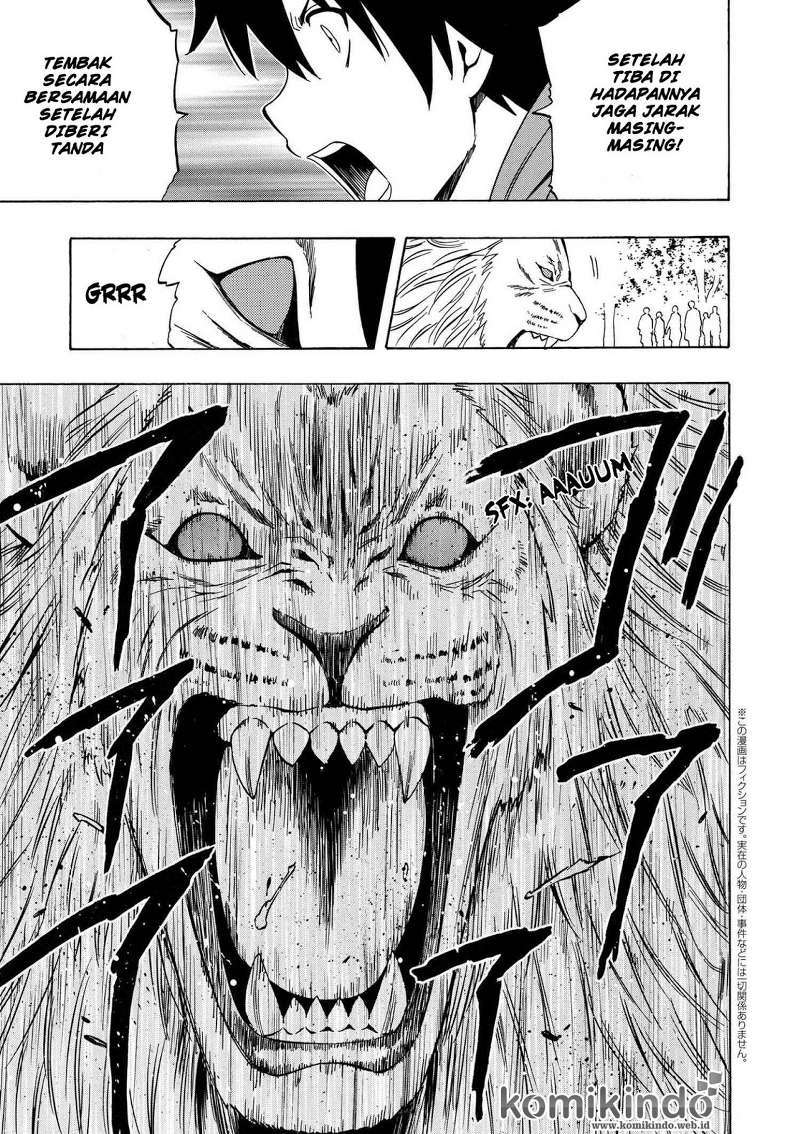 SETELAH
TIBA DI
HADAPANNYA
JAGA JARAK
MASING-
MASING!
TEMBAK
SECARA
BERSAMAAN
SETELAH
DIBERI
TANDA
GRRR
SFX: AAAUUM
※この漫画はフィクションです。実在の人物・団体・事件などには一切関係ありません。
komikindo
www.komikindo.web.id